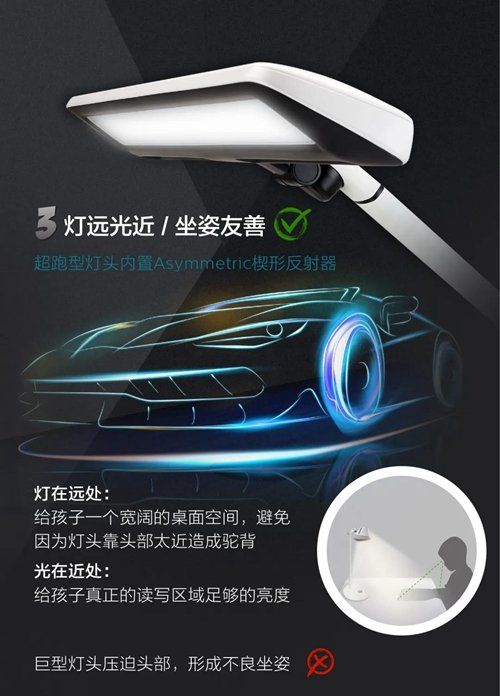 3 灯远光近 / 坐姿友善
超跑型灯头内置Asymmetric楔形反射器
灯在远处：
给孩子一个宽阔的桌面空间，避免
因为灯头靠头部太近造成驼背
光在近处：
给孩子真正的读写区域足够的亮度
巨型灯头压迫头部，形成不良坐姿